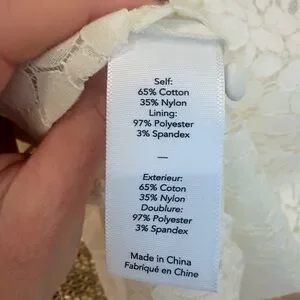 Self:
65% Cotton
35% Nylon
Lining:
97% Polyester
3% Spandex
—
Exterieur:
65% Coton
35% Nylon
Doublure:
97% Polyester
3% Spandex
Made in China
Fabriqué en Chine